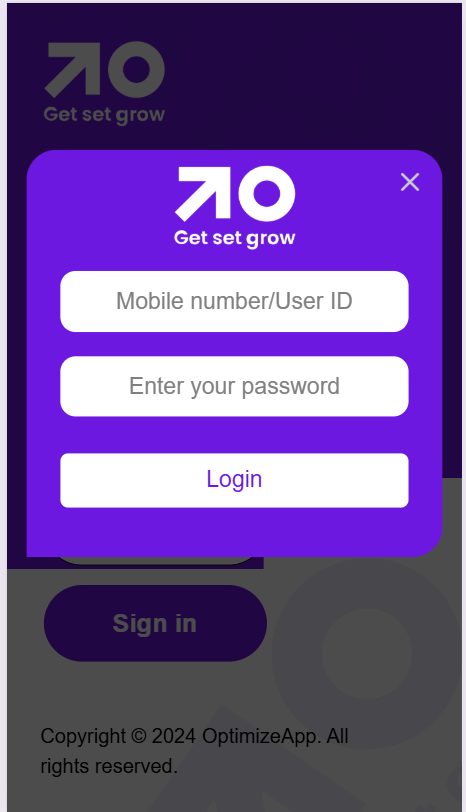 Get set grow
Get set grow
Mobile number/User ID
Enter your password
Login
Sign in
Copyright © 2024 OptimizeApp. All
rights reserved.